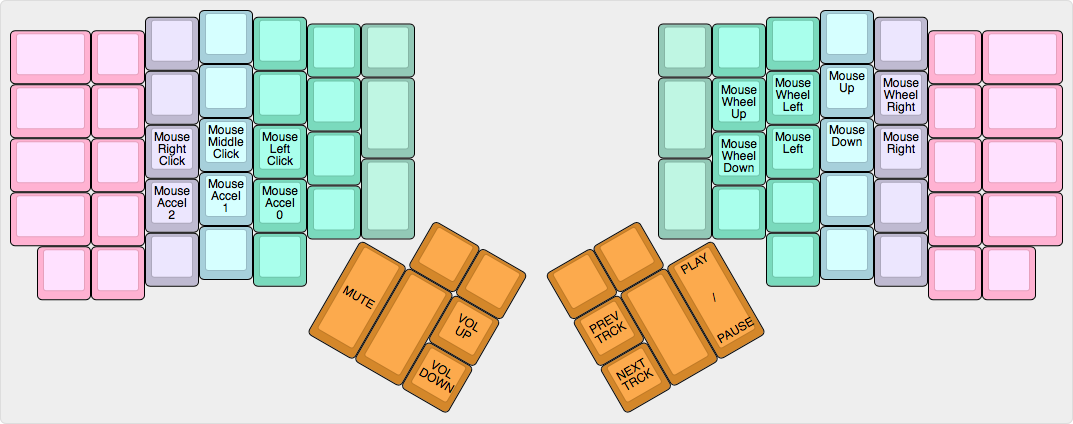 Mouse
Right
Click
Mouse
Middle
Click
Mouse
Left
Click
Mouse
Accel
2
Mouse
Accel
1
Mouse
Accel
0
MUTE
VOL
UP
VOL
DOWN
Mouse
Wheel
Up
Mouse
Wheel
Left
Mouse
Up
Mouse
Wheel
Right
Mouse
Wheel
Down
Mouse
Left
Mouse
Down
Mouse
Right
PREV
TRCK
NEXT
TRCK
PLAY
/
PAUSE